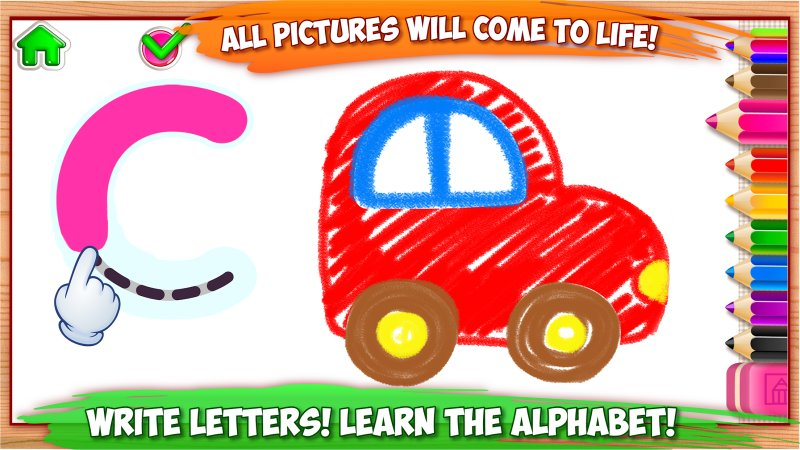 ALL PICTURES WILL COME TO LIFE!
C
WRITE LETTERS! LEARN THE ALPHABET!